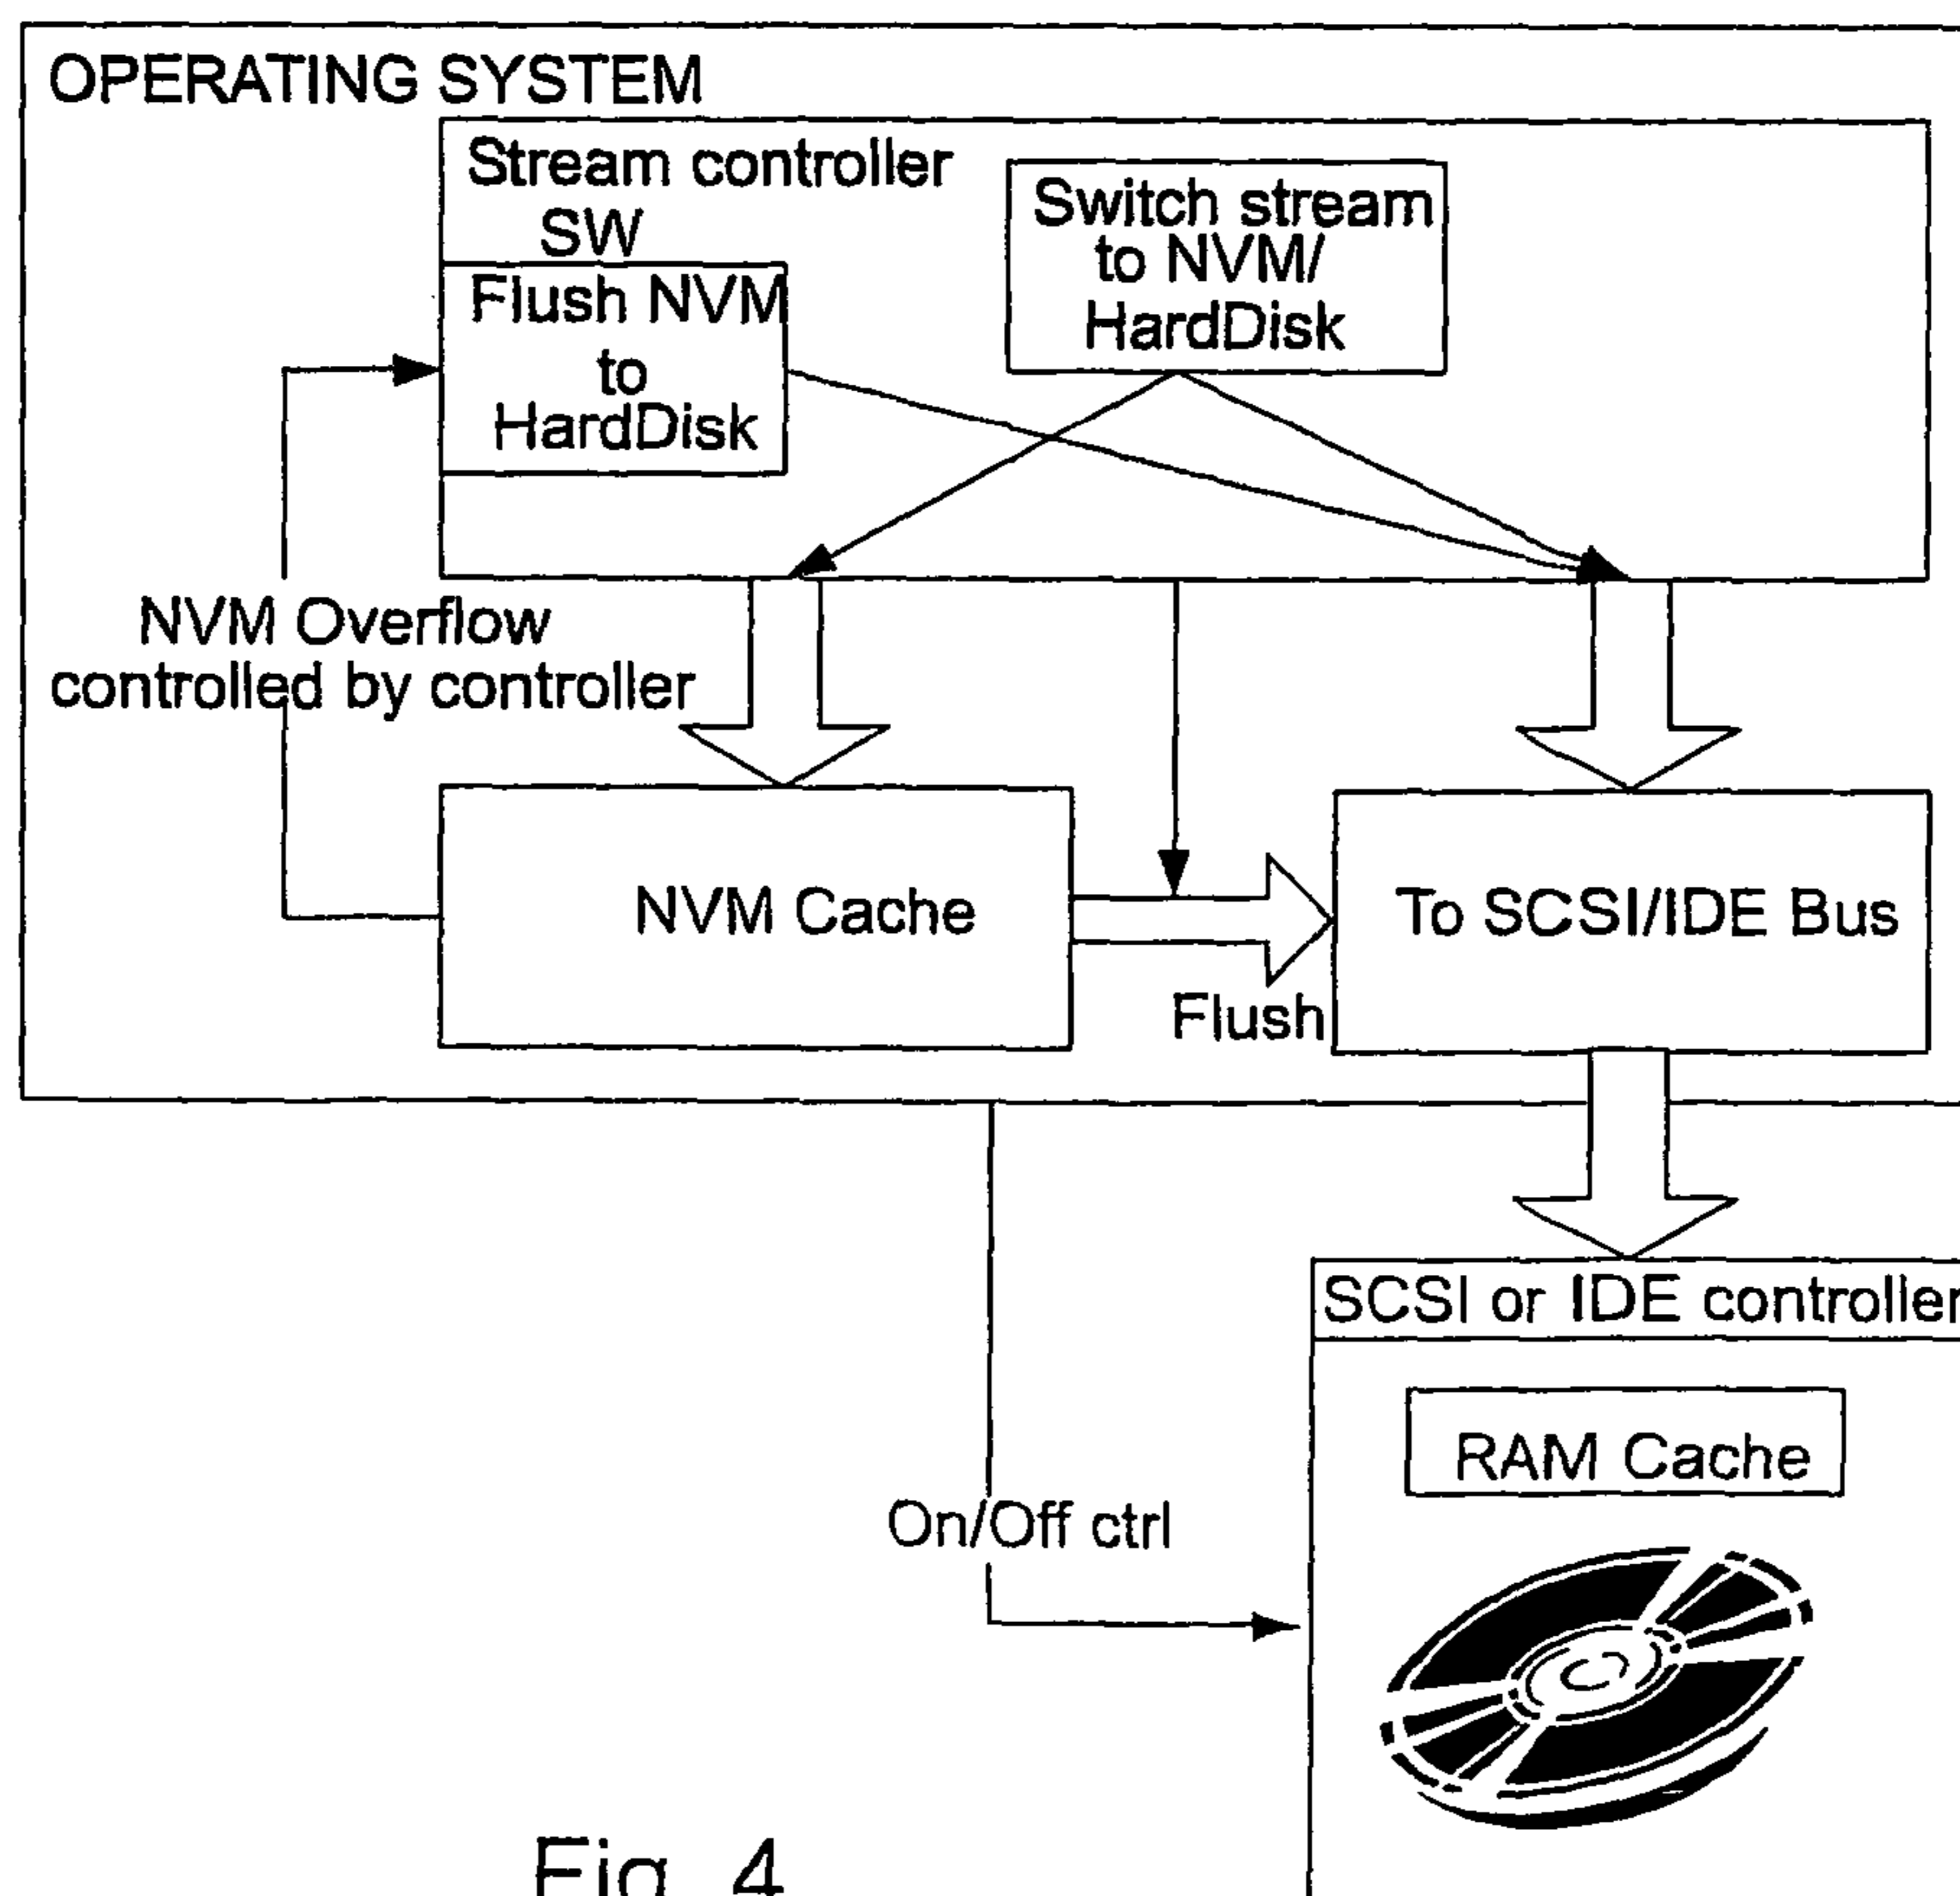 OPERATING SYSTEM
Stream controller
SW
Switch stream
to NVM/
HardDisk
Flush NVM
to
HardDisk
NVM Overflow
controlled by controller
NVM Cache
To SCSI/IDE Bus
Flush
SCSI or IDE controller
RAM Cache
On/Off ctrl
Fig. 4